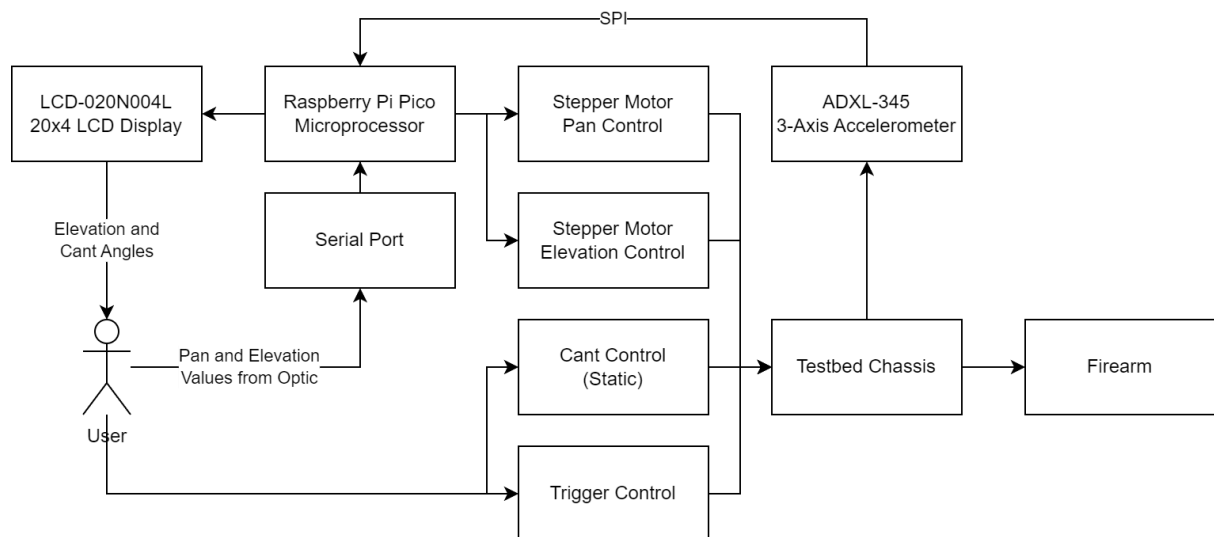 SPI
LCD-020N004L
20x4 LCD Display
Raspberry Pi Pico
Microprocessor
Stepper Motor
Pan Control
ADXL-345
3-Axis Accelerometer
Elevation and
Cant Angles
Serial Port
Stepper Motor
Elevation Control
Pan and Elevation
Values from Optic
Cant Control
(Static)
Testbed Chassis
Firearm
User
Trigger Control